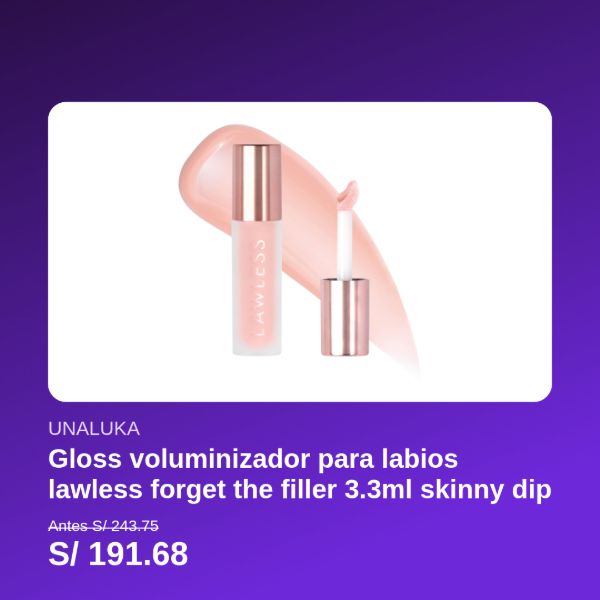 LAWLESS
UNALUKA
Gloss voluminizador para labios
lawless forget the filler 3.3ml skinny dip
Antes S/ 243.75
S/ 191.68